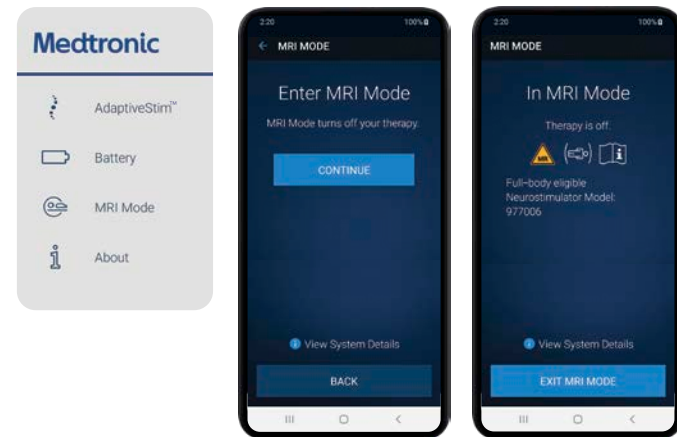 Medtronic
AdaptiveStim™
Battery
MRI Mode
About
2:20 100%
MRI MODE
Enter MRI Mode
MRI Mode turns off your therapy.
CONTINUE
View System Details
BACK
2:20 100%
MRI MODE
In MRI Mode
Therapy is off.
MR
Full-body eligible
Neurostimulator Model:
977006
View System Details
EXIT MRI MODE